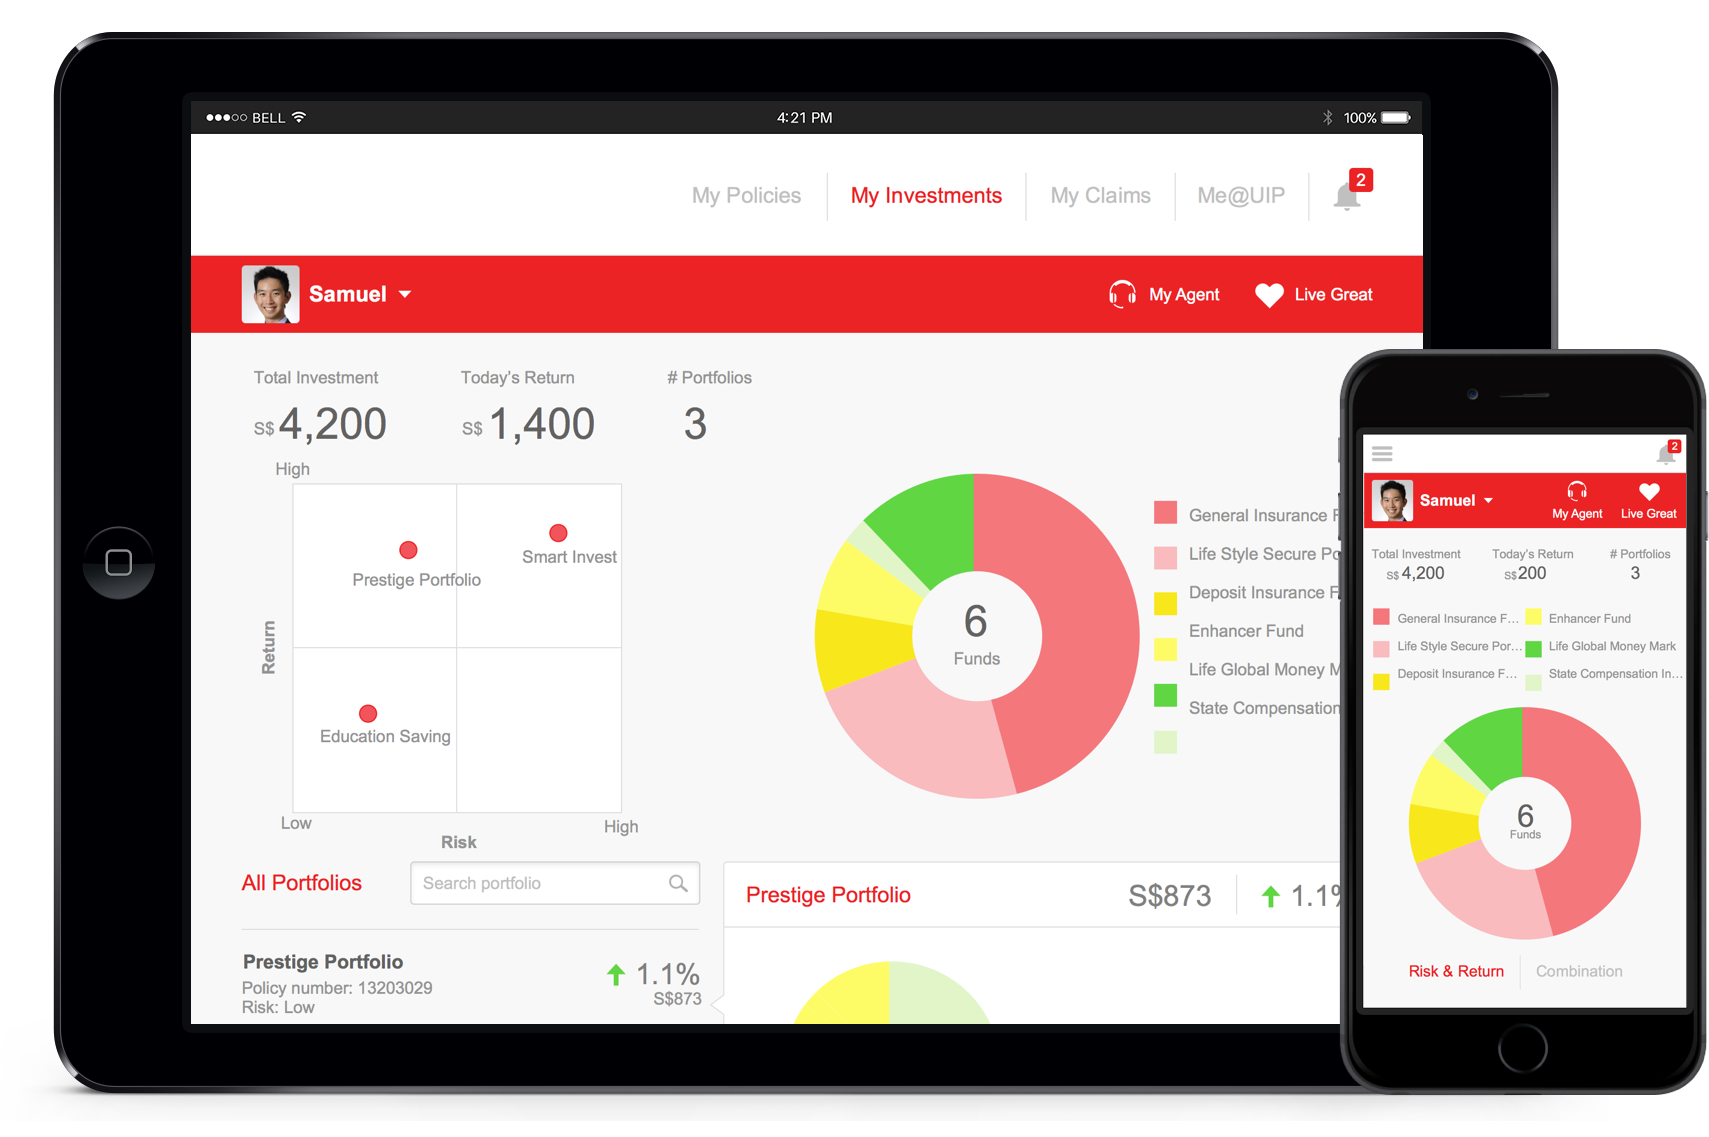 BELL
4:21 PM
100%
My Policies
My Investments
My Claims
Me@UIP
2
Samuel
My Agent
Live Great
Total Investment
Today's Return
# Portfolios
S$ 4,200
S$ 1,400
3
High
Prestige Portfolio
Smart Invest
Education Saving
Return
Low
High
Risk
6
Funds
General Insurance F
Life Style Secure Po
Deposit Insurance F
Enhancer Fund
Life Global Money M
State Compensation
All Portfolios
Search portfolio
Prestige Portfolio
Policy number: 13203029
Risk: Low
1.1%
S$873
Prestige Portfolio
S$873
1.1%
2
Samuel
My Agent
Live Great
Total Investment
Today's Return
# Portfolios
S$ 4,200
S$200
3
General Insurance F...
Enhancer Fund
Life Style Secure Por...
Life Global Money Mark
Deposit Insurance F...
State Compensation In...
6
Funds
Risk & Return
Combination